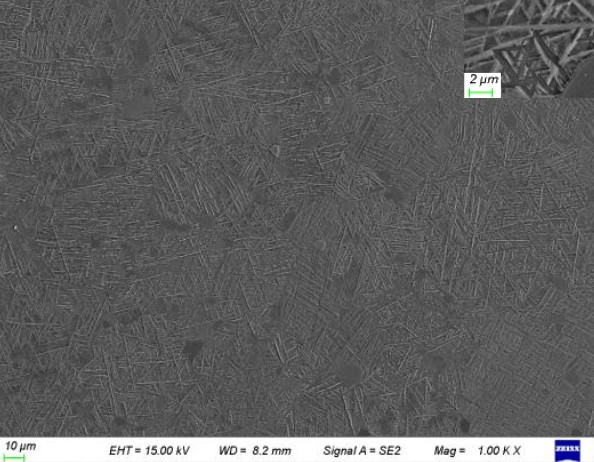 2 µm
10 µm
EHT = 15.00 kV WD = 8.2 mm Signal A = SE2 Mag = 1.00 K X
ZEISS